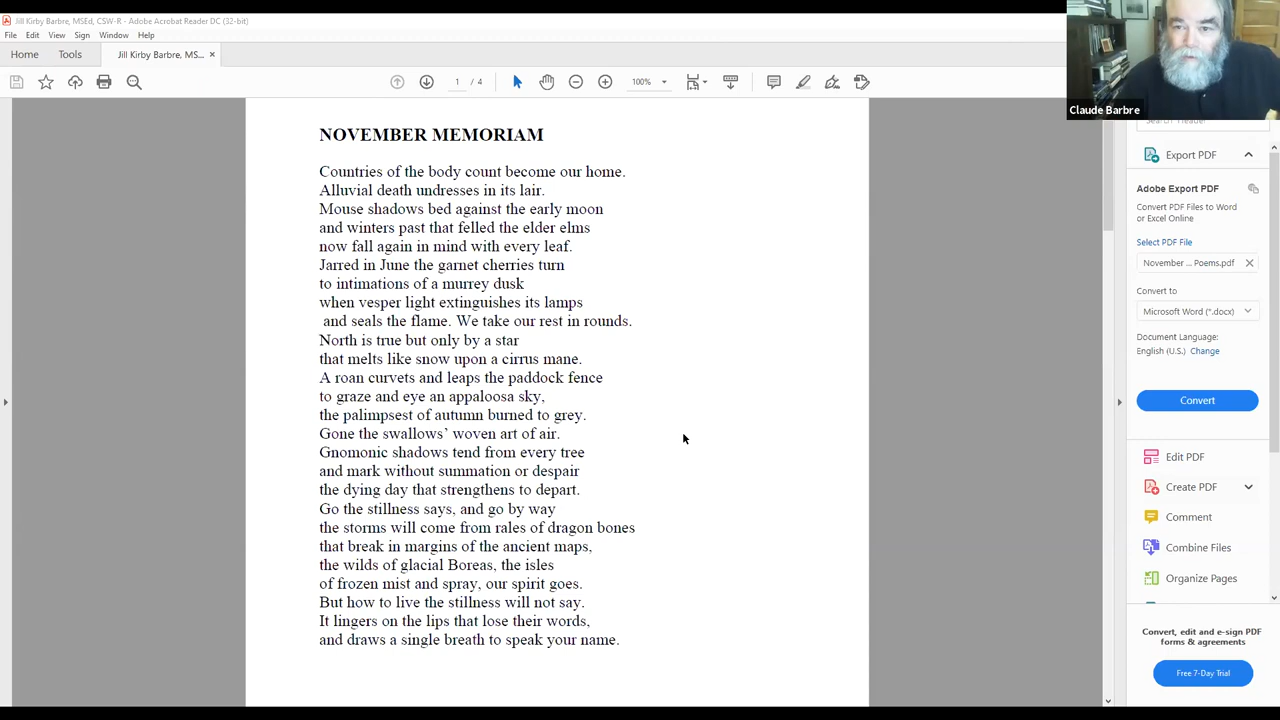 Jill Kirby Barbre, MSEd, CSW-R - Adobe Acrobat Reader DC (32-bit)
File Edit View Sign Window Help
Home Tools Jill Kirby Barbre, MS... ×
1 / 4 100%
Claude Barbre
NOVEMBER MEMORIAM
Countries of the body count become our home.
Alluvial death undresses in its lair.
Mouse shadows bed against the early moon
and winters past that felled the elder elms
now fall again in mind with every leaf.
Jarred in June the garnet cherries turn
to intimations of a murrey dusk
when vesper light extinguishes its lamps
and seals the flame. We take our rest in rounds.
North is true but only by a star
that melts like snow upon a cirrus mane.
A roan curvets and leaps the paddock fence
to graze and eye an appaloosa sky,
the palimpsest of autumn burned to grey.
Gone the swallows’ woven art of air.
Gnomonic shadows tend from every tree
and mark without summation or despair
the dying day that strengthens to depart.
Go the stillness says, and go by way
the storms will come from rales of dragon bones
that break in margins of the ancient maps,
the wilds of glacial Boreas, the isles
of frozen mist and spray, our spirit goes.
But how to live the stillness will not say.
It lingers on the lips that lose their words,
and draws a single breath to speak your name.
Export PDF
Adobe Export PDF
Convert PDF Files to Word
or Excel Online
Select PDF File
November ... Poems.pdf
Convert to
Microsoft Word (*.docx)
Document Language:
English (U.S.) Change
Convert
Edit PDF
Create PDF
Comment
Combine Files
Organize Pages
Convert, edit and e-sign PDF
forms & agreements
Free 7-Day Trial